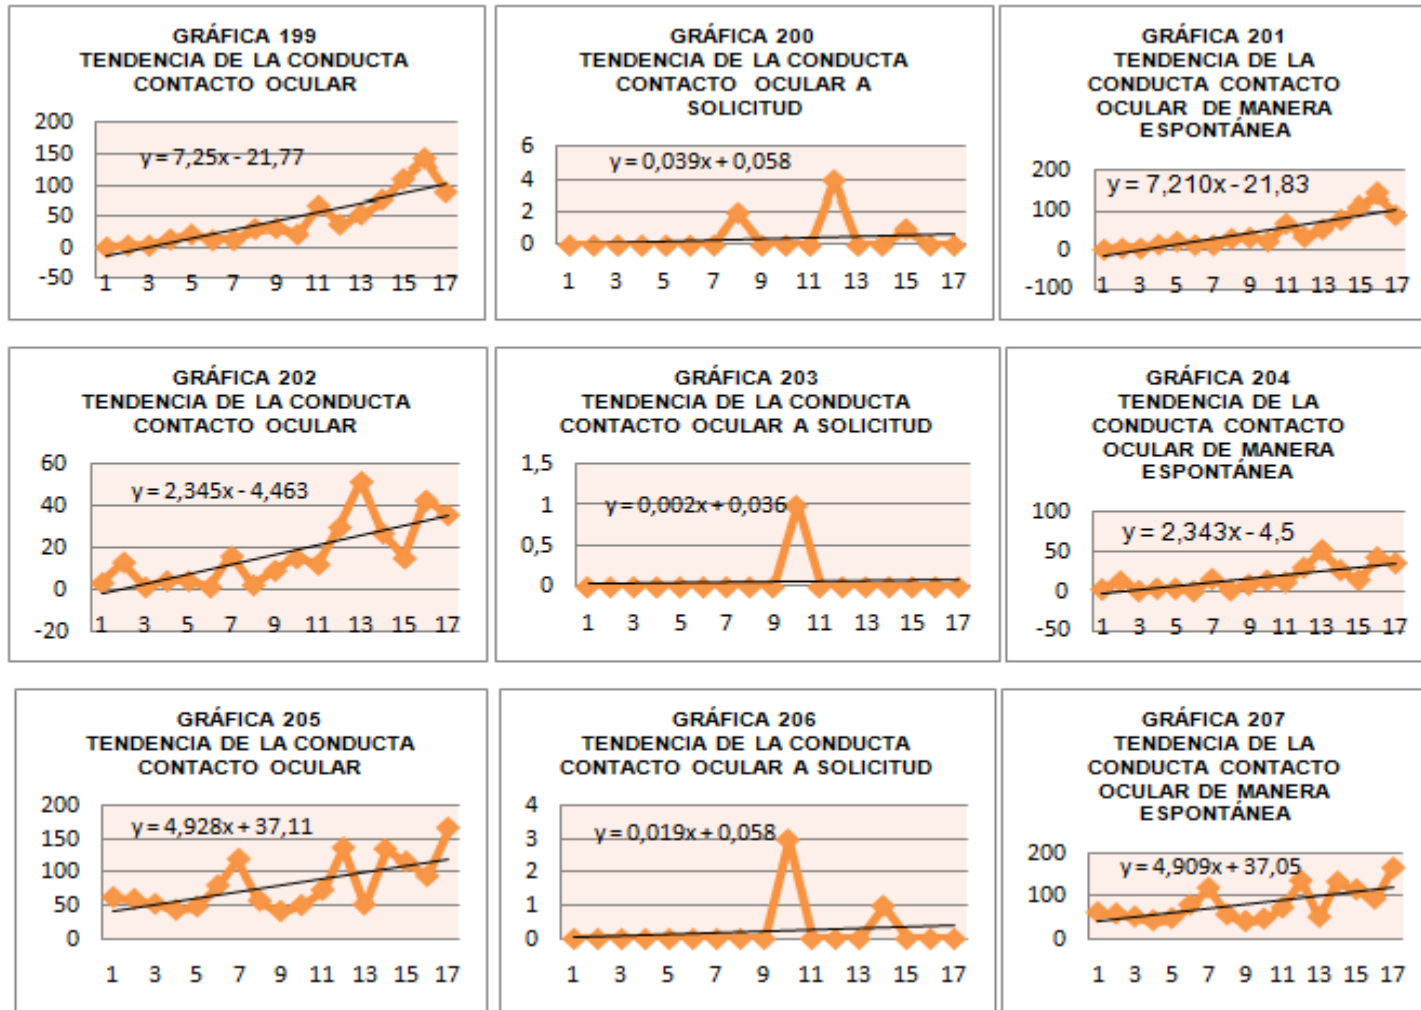 GRÁFICA 199
TENDENCIA DE LA CONDUCTA
CONTACTO OCULAR
200
150
100
50
0
-50
y = 7,25x - 21,77
1 3 5 7 9 11 13 15 17
GRÁFICA 200
TENDENCIA DE LA CONDUCTA
CONTACTO OCULAR A
SOLICITUD
6
4
2
0
y = 0,039x + 0,058
1 3 5 7 9 11 13 15 17
GRÁFICA 201
TENDENCIA DE LA
CONDUCTA CONTACTO
OCULAR DE MANERA
ESPONTÁNEA
200
100
0
-100
y = 7,210x - 21,83
1 3 5 7 9 11 13 15 17
GRÁFICA 202
TENDENCIA DE LA CONDUCTA
CONTACTO OCULAR
60
40
20
0
-20
y = 2,345x - 4,463
1 3 5 7 9 11 13 15 17
GRÁFICA 203
TENDENCIA DE LA CONDUCTA
CONTACTO OCULAR A SOLICITUD
1,5
1
0,5
0
y = 0,002x + 0,036
1 3 5 7 9 11 13 15 17
GRÁFICA 204
TENDENCIA DE LA
CONDUCTA CONTACTO
OCULAR DE MANERA
ESPONTÁNEA
100
50
0
-50
y = 2,343x - 4,5
1 3 5 7 9 11 13 15 17
GRÁFICA 205
TENDENCIA DE LA CONDUCTA
CONTACTO OCULAR
200
150
100
50
0
y = 4,928x + 37,11
1 3 5 7 9 11 13 15 17
GRÁFICA 206
TENDENCIA DE LA CONDUCTA
CONTACTO OCULAR A SOLICITUD
4
3
2
1
0
y = 0,019x + 0,058
1 3 5 7 9 11 13 15 17
GRÁFICA 207
TENDENCIA DE LA
CONDUCTA CONTACTO
OCULAR DE MANERA
ESPONTÁNEA
200
100
0
y = 4,909x + 37,05
1 3 5 7 9 11 13 15 17